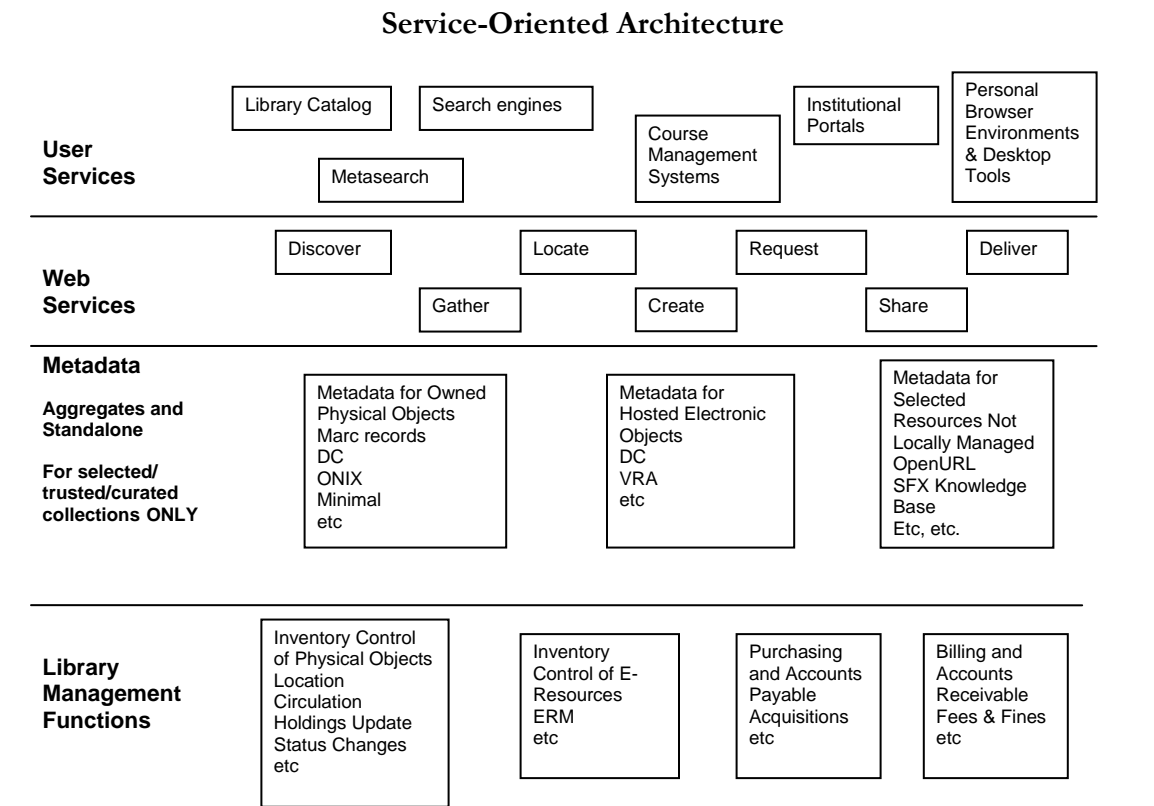 Service-Oriented Architecture
User
Services
Library Catalog
Search engines
Metasearch
Course
Management
Systems
Institutional
Portals
Personal
Browser
Environments
& Desktop
Tools
Web
Services
Discover
Gather
Locate
Create
Request
Share
Deliver
Metadata
Aggregates and
Standalone
For selected/
trusted/curated
collections ONLY
Metadata for Owned
Physical Objects
Marc records
DC
ONIX
Minimal
etc
Metadata for
Hosted Electronic
Objects
DC
VRA
etc
Metadata for
Selected
Resources Not
Locally Managed
OpenURL
SFX Knowledge
Base
Etc, etc.
Library
Management
Functions
Inventory Control
of Physical Objects
Location
Circulation
Holdings Update
Status Changes
etc
Inventory
Control of E-
Resources
ERM
etc
Purchasing
and Accounts
Payable
Acquisitions
etc
Billing and
Accounts
Receivable
Fees & Fines
etc